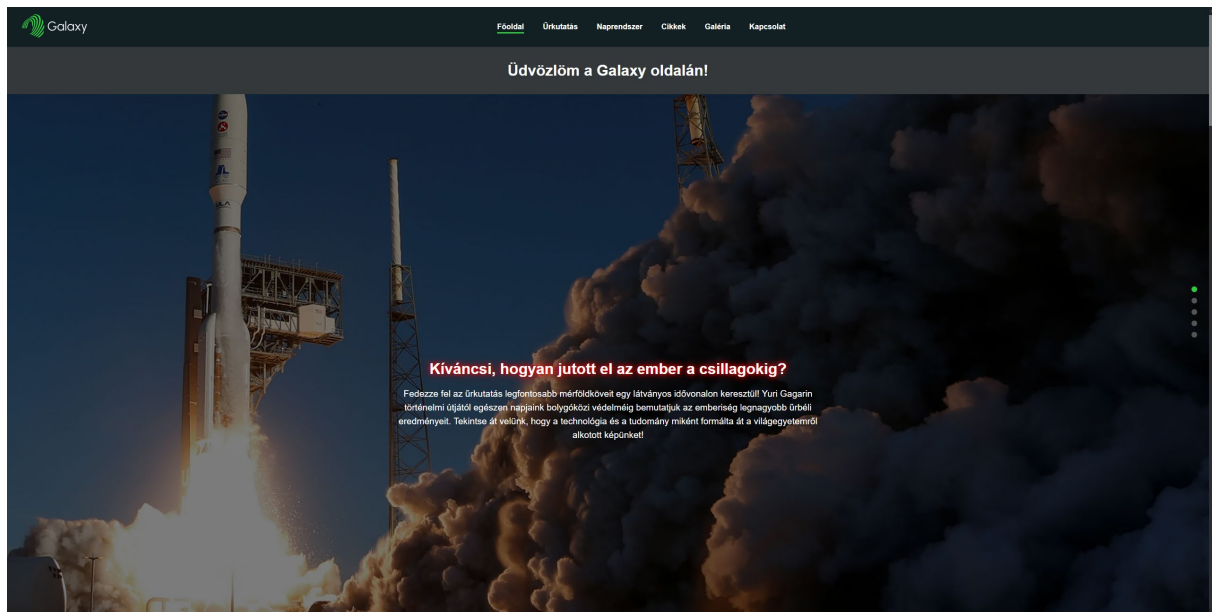 Galaxy
Főoldal Űrkutatás Naprendszer Cikkek Galéria Kapcsolat
Üdvözlöm a Galaxy oldalán!
Kíváncsi, hogyan jutott el az ember a csillagokig?
Fedezze fel az űrkutatás legfontosabb mérföldköveit egy látványos idővonalon keresztül! Yuri Gagarin
történelmi útjától egészen napjaink bolygóközi védelméig bemutatjuk az emberiség legnagyobb űrbéli
eredményeit. Tekintse át velünk, hogy a technológia és a tudomány miként formálta át a világegyetemről
alkotott képünket!